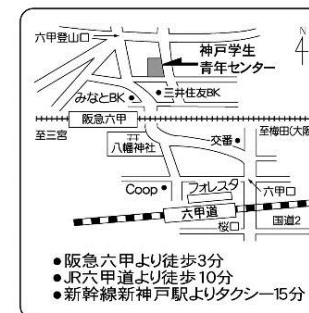 六甲登山口
4
神戸学生
青年センター
みなとBK
三井住友BK
阪急六甲
至三宮
至梅田(大阪
八幡神社
交番
Coop
フォレスタ
六甲口
六甲道
桜口
国道2
●阪急六甲より徒歩3分
●JR六甲道より徒歩10分
●新幹線新神戸駅よりタクシー15分